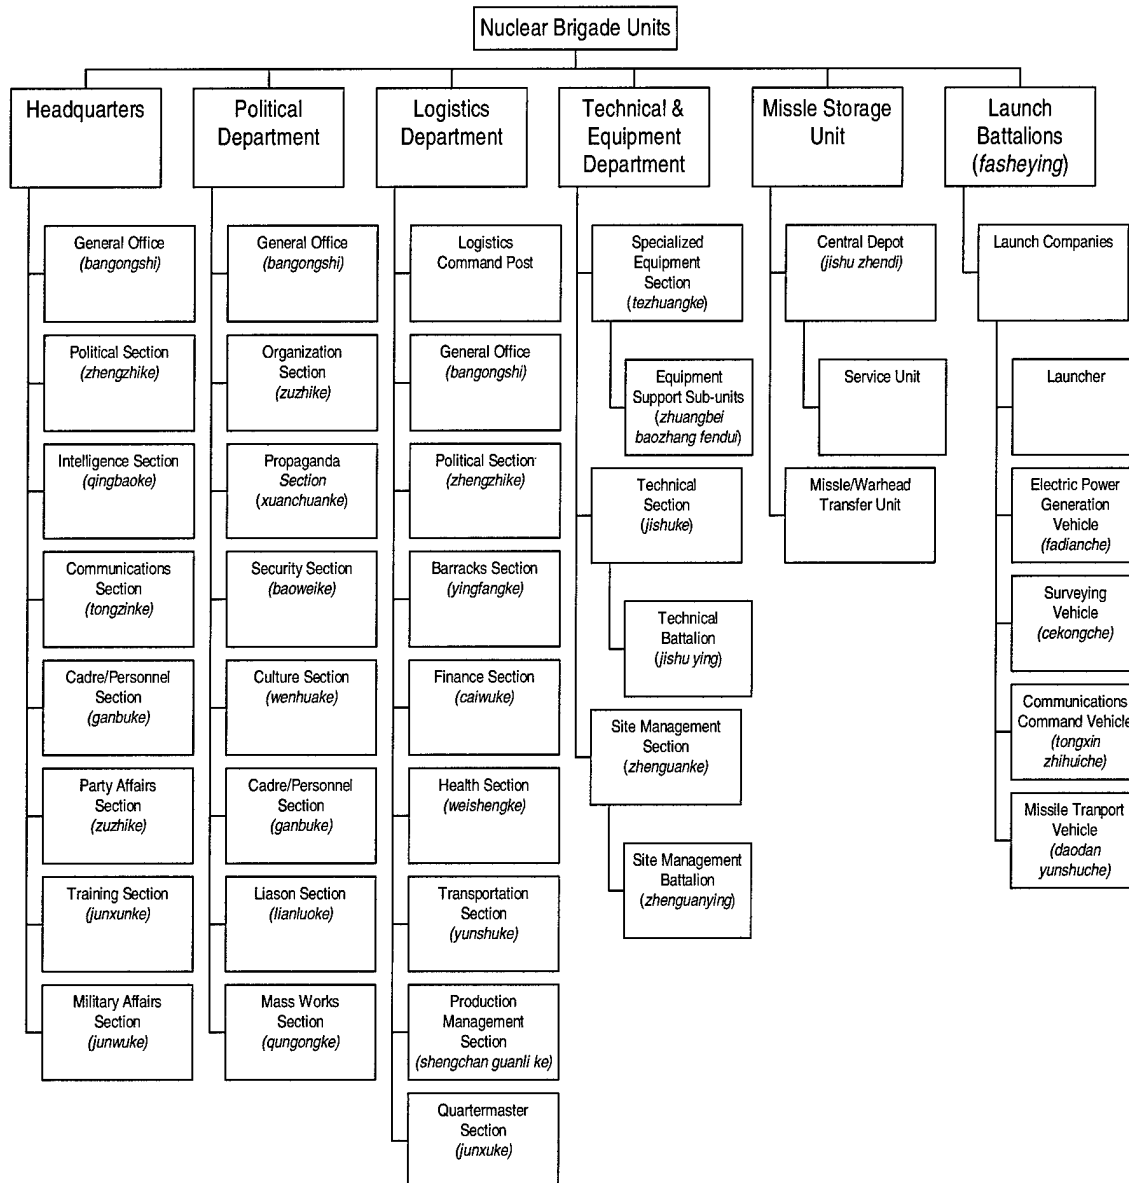 Nuclear Brigade Units
Headquarters
Political
Department
Logistics
Department
Technical &
Equipment
Department
Missle Storage
Unit
Launch
Battalions
(fasheying)
General Office
(bangongshi)
Political Section
(zhengzhike)
Intelligence Section
(qingbaoke)
Communications
Section
(tongzinke)
Cadre/Personnel
Section
(ganbuke)
Party Affairs
Section
(zuzhike)
Training Section
(junxunke)
Military Affairs
Section
(junwuke)
General Office
(bangongshi)
Organization
Section
(zuzhike)
Propaganda
Section
(xuanchuanke)
Security Section
(baoweike)
Culture Section
(wenhuake)
Cadre/Personnel
Section
(ganbuke)
Liason Section
(lianluoke)
Mass Works
Section
(qungongke)
Logistics
Command Post
General Office
(bangongshi)
Political Section
(zhengzhike)
Barracks Section
(yingfangke)
Finance Section
(caiwuke)
Health Section
(weishengke)
Transportation
Section
(yunshuke)
Production
Management
Section
(shengchan guanli ke)
Quartermaster
Section
(junxuke)
Specialized
Equipment
Section
(tezhuangke)
Equipment
Support Sub-units
(zhuangbei
baozhang fendui)
Technical
Section
(jishuke)
Technical
Battalion
(jishu ying)
Site Management
Section
(zhenguanke)
Site Management
Battalion
(zhenguanying)
Central Depot
(jishu zhendi)
Service Unit
Missle/Warhead
Transfer Unit
Launch Companies
Launcher
Electric Power
Generation
Vehicle
(fadianche)
Surveying
Vehicle
(cekongche)
Communications
Command Vehicle
(tongxin
zhihuiche)
Missile Tranport
Vehicle
(daodan
yunshuche)